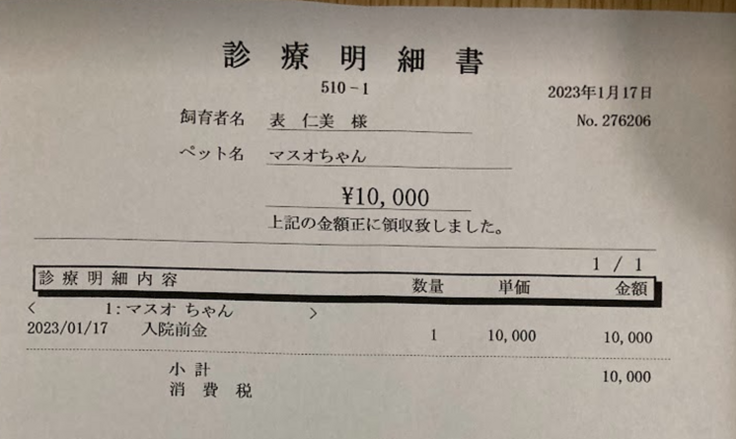 診療明細書
510-1
2023年1月17日
飼育者名 表 仁美 様
No. 276206
ペット名 マスオちゃん
¥10,000
上記の金額正に領収致しました。
1 / 1
診療明細内容 数量 単価 金額
< 1:マスオ ちゃん >
2023/01/17 入院前金 1 10,000 10,000
小計 10,000
消費税